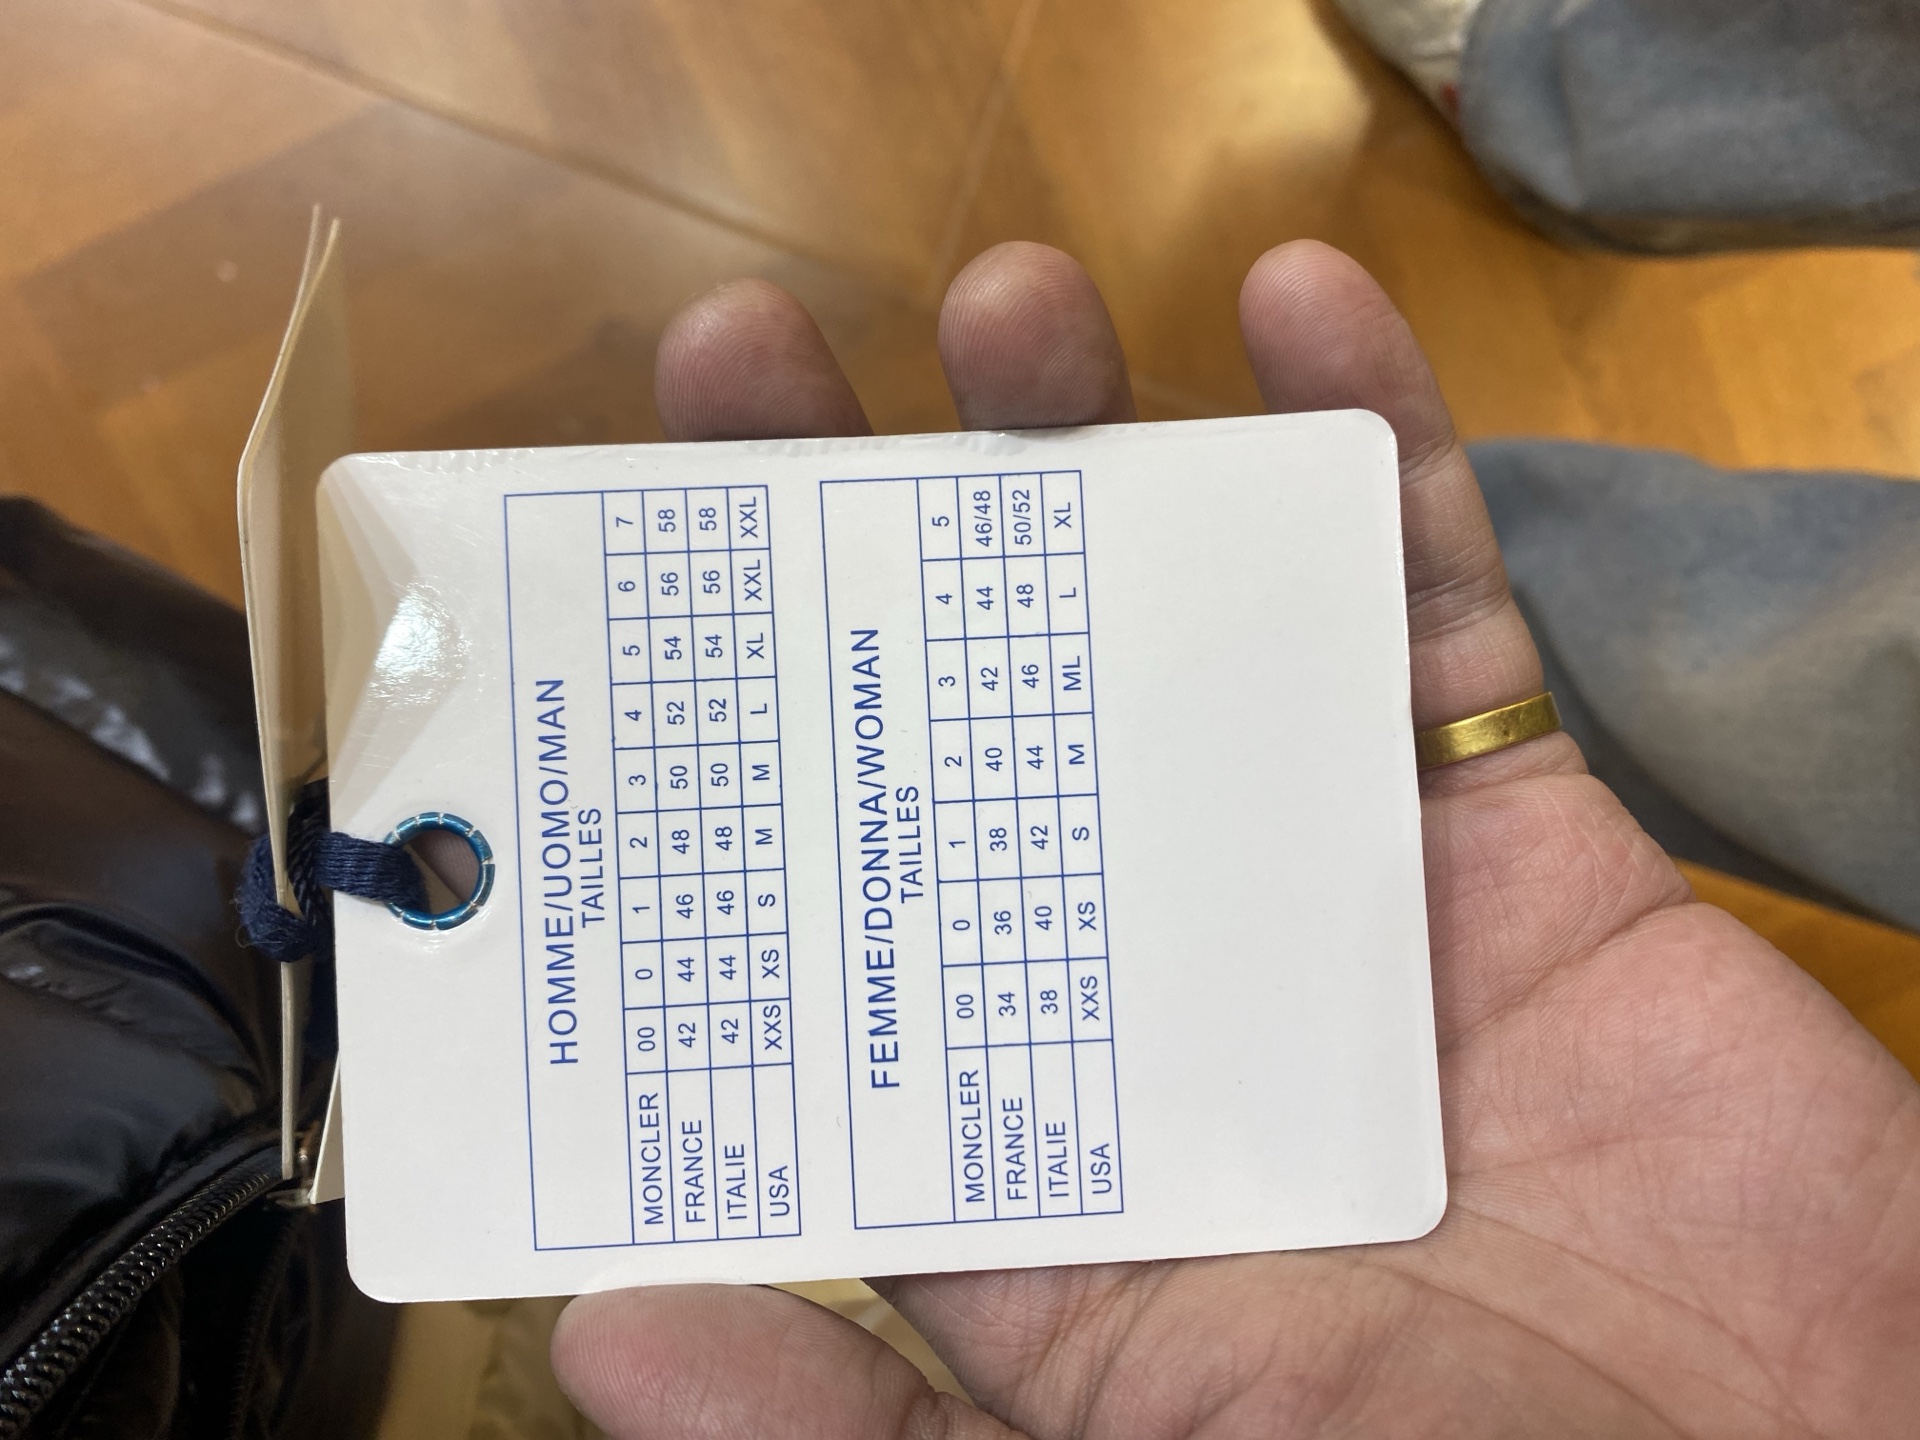 HOMME/UOMO/MAN
TAILLES
MONCLER 00 0 1 2 3 4 5 6 7
FRANCE 42 44 46 48 50 52 54 56 58
ITALIE 42 44 46 48 50 52 54 56 58
USA XXS XS S M M L XL XXL XXL
FEMME/DONNA/WOMAN
TAILLES
MONCLER 00 0 1 2 3 4 5
FRANCE 34 36 38 40 42 44 46/48
ITALIE 38 40 42 44 46 48 50/52
USA XXS XS S M ML L XL